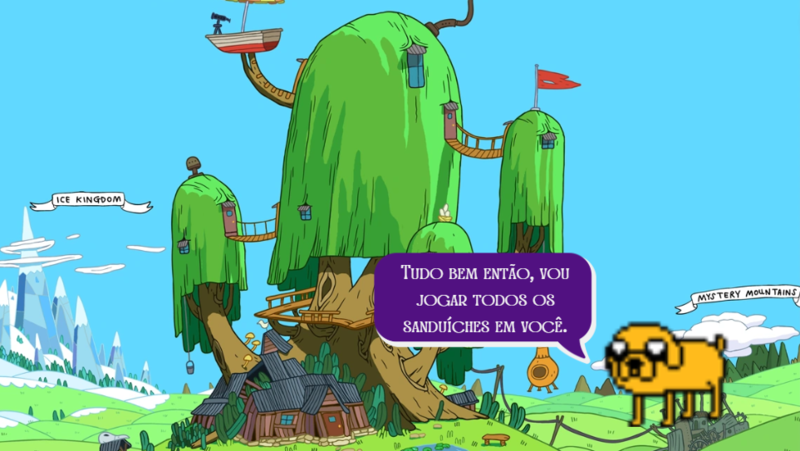 ICE KINGDOM
TUDO BEM ENTÃO, VOU
JOGAR TODOS OS
SANDUÍCHES EM VOCÊ.
MYSTERY MOUNTAINS